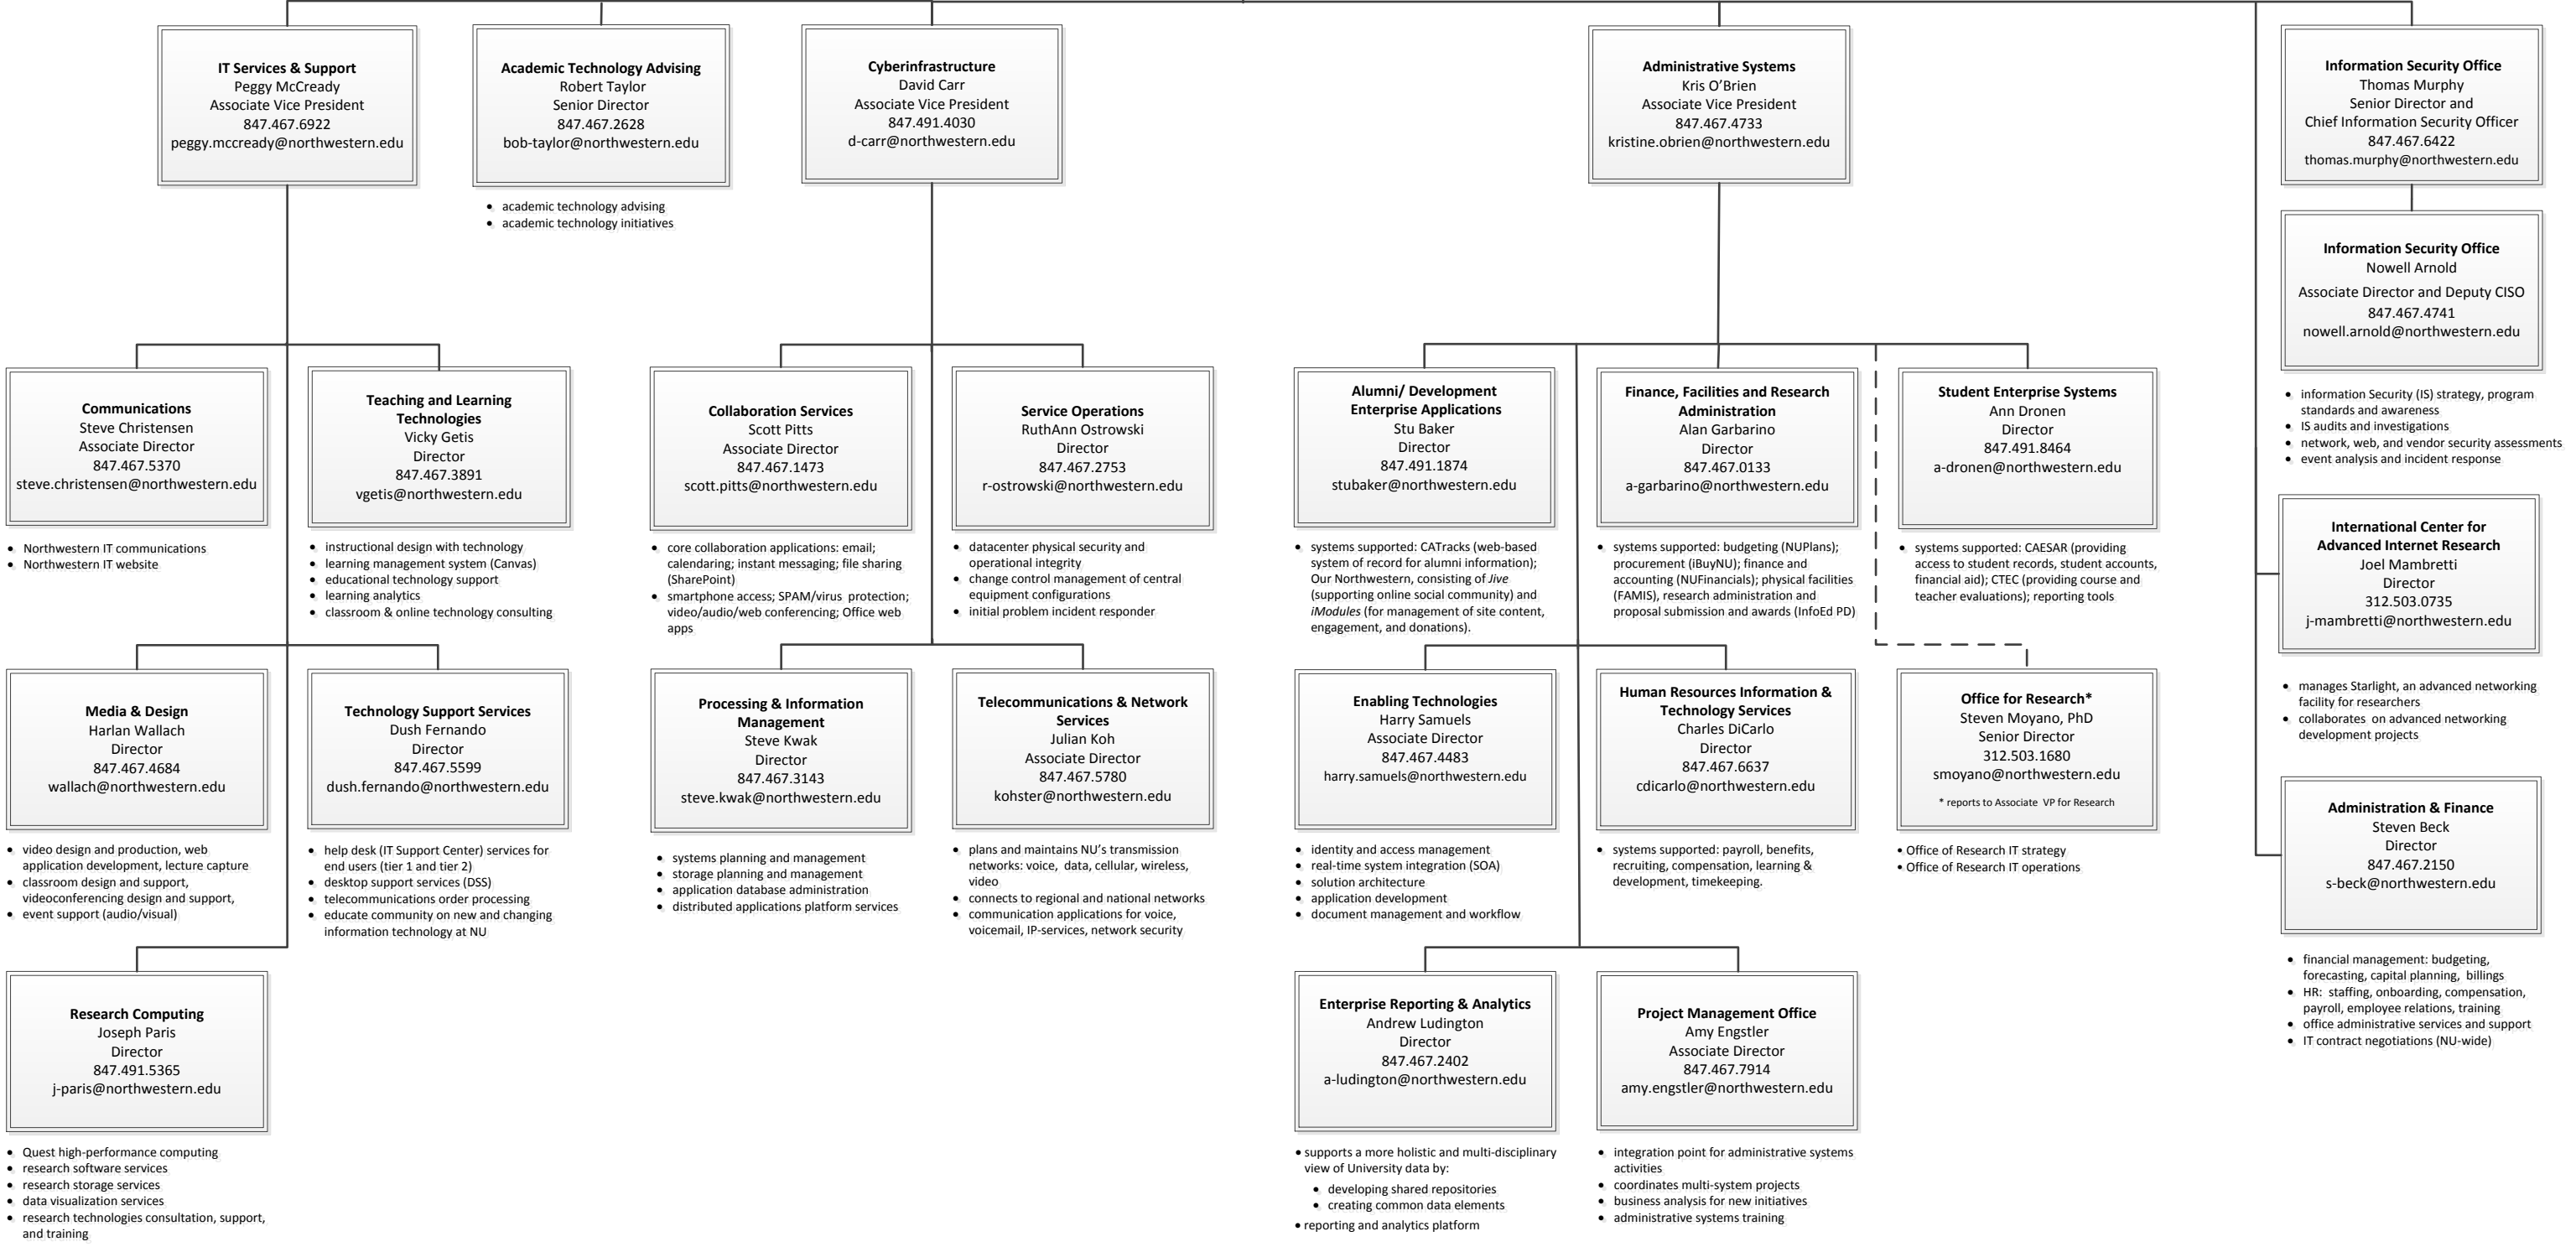 IT Services & Support
Peggy McCready
Associate Vice President
847.467.6922
peggy.mccready@northwestern.edu
Academic Technology Advising
Robert Taylor
Senior Director
847.467.2628
bob-taylor@northwestern.edu
• academic technology advising
• academic technology initiatives
Cyberinfrastructure
David Carr
Associate Vice President
847.491.4030
d-carr@northwestern.edu
Administrative Systems
Kris O’Brien
Associate Vice President
847.467.4733
kristine.obrien@northwestern.edu
Information Security Office
Thomas Murphy
Senior Director and
Chief Information Security Officer
847.467.6422
thomas.murphy@northwestern.edu
Information Security Office
Nowell Arnold
Associate Director and Deputy CISO
847.467.4741
nowell.arnold@northwestern.edu
• information Security (IS) strategy, program
standards and awareness
• IS audits and investigations
• network, web, and vendor security assessments
• event analysis and incident response
Communications
Steve Christensen
Associate Director
847.467.5370
steve.christensen@northwestern.edu
• Northwestern IT communications
• Northwestern IT website
Teaching and Learning
Technologies
Vicky Getis
Director
847.467.3891
vgetis@northwestern.edu
• instructional design with technology
• learning management system (Canvas)
• educational technology support
• learning analytics
• classroom & online technology consulting
Collaboration Services
Scott Pitts
Associate Director
847.467.1473
scott.pitts@northwestern.edu
• core collaboration applications: email;
calendaring; instant messaging; file sharing
(SharePoint)
• smartphone access; SPAM/virus protection;
video/audio/web conferencing; Office web
apps
Service Operations
RuthAnn Ostrowski
Director
847.467.2753
r-ostrowski@northwestern.edu
• datacenter physical security and
operational integrity
• change control management of central
equipment configurations
• initial problem incident responder
Alumni/ Development
Enterprise Applications
Stu Baker
Director
847.491.1874
stubaker@northwestern.edu
• systems supported: CATracks (web-based
system of record for alumni information);
Our Northwestern, consisting of Jive
(supporting online social community) and
iModules (for management of site content,
engagement, and donations).
Finance, Facilities and Research
Administration
Alan Garbarino
Director
847.467.0133
a-garbarino@northwestern.edu
• systems supported: budgeting (NUPlans);
procurement (iBuyNU); finance and
accounting (NUFinancials); physical facilities
(FAMIS), research administration and
proposal submission and awards (InfoEd PD)
Student Enterprise Systems
Ann Dronen
Director
847.491.8464
a-dronen@northwestern.edu
• systems supported: CAESAR (providing
access to student records, student accounts,
financial aid); CTEC (providing course and
teacher evaluations); reporting tools
International Center for
Advanced Internet Research
Joel Mambretti
Director
312.503.0735
j-mambretti@northwestern.edu
• manages Starlight, an advanced networking
facility for researchers
• collaborates on advanced networking
development projects
Media & Design
Harlan Wallach
Director
847.467.4684
wallach@northwestern.edu
• video design and production, web
application development, lecture capture
• classroom design and support,
videoconferencing design and support,
• event support (audio/visual)
Technology Support Services
Dush Fernando
Director
847.467.5599
dush.fernando@northwestern.edu
• help desk (IT Support Center) services for
end users (tier 1 and tier 2)
• desktop support services (DSS)
• telecommunications order processing
• educate community on new and changing
information technology at NU
Processing & Information
Management
Steve Kwak
Director
847.467.3143
steve.kwak@northwestern.edu
• systems planning and management
• storage planning and management
• application database administration
• distributed applications platform services
Telecommunications & Network
Services
Julian Koh
Associate Director
847.467.5780
kohster@northwestern.edu
• plans and maintains NU’s transmission
networks: voice, data, cellular, wireless,
video
• connects to regional and national networks
• communication applications for voice,
voicemail, IP-services, network security
Enabling Technologies
Harry Samuels
Associate Director
847.467.4483
harry.samuels@northwestern.edu
• identity and access management
• real-time system integration (SOA)
• solution architecture
• application development
• document management and workflow
Human Resources Information &
Technology Services
Charles DiCarlo
Director
847.467.6637
cdicarlo@northwestern.edu
• systems supported: payroll, benefits,
recruiting, compensation, learning &
development, timekeeping.
Office for Research*
Steven Moyano, PhD
Senior Director
312.503.1680
smoyano@northwestern.edu
* reports to Associate VP for Research
• Office of Research IT strategy
• Office of Research IT operations
Administration & Finance
Steven Beck
Director
847.467.2150
s-beck@northwestern.edu
• financial management: budgeting,
forecasting, capital planning, billings
• HR: staffing, onboarding, compensation,
payroll, employee relations, training
• office administrative services and support
• IT contract negotiations (NU-wide)
Research Computing
Joseph Paris
Director
847.491.5365
j-paris@northwestern.edu
• Quest high-performance computing
• research software services
• research storage services
• data visualization services
• research technologies consultation, support,
and training
Enterprise Reporting & Analytics
Andrew Ludington
Director
847.467.2402
a-ludington@northwestern.edu
• supports a more holistic and multi-disciplinary
view of University data by:
• developing shared repositories
• creating common data elements
• reporting and analytics platform
Project Management Office
Amy Engstler
Associate Director
847.467.7914
amy.engstler@northwestern.edu
• integration point for administrative systems
activities
• coordinates multi-system projects
• business analysis for new initiatives
• administrative systems training